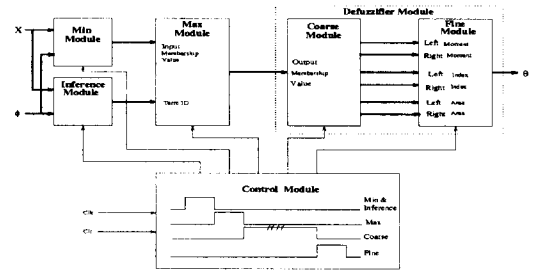 Defuzzifier Module
X
Min
Module
Max
Module
Input
Membership
Value
Coarse
Module
Fine
Module
Left Moment
Right Moment
Output
Membership
Value
Left Index
Right Index
θ
Inference
Module
Term ID
Left Area
Right Area
ϕ
Control Module
Min &
Inference
Clk
Max
Clr
Coarse
Fine